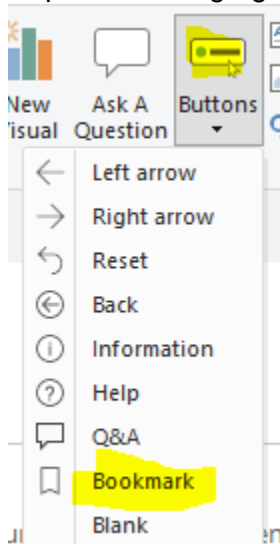 New Ask A Buttons
Visual Question
Left arrow
Right arrow
Reset
Back
Information
Help
Q&A
Bookmark
Blank